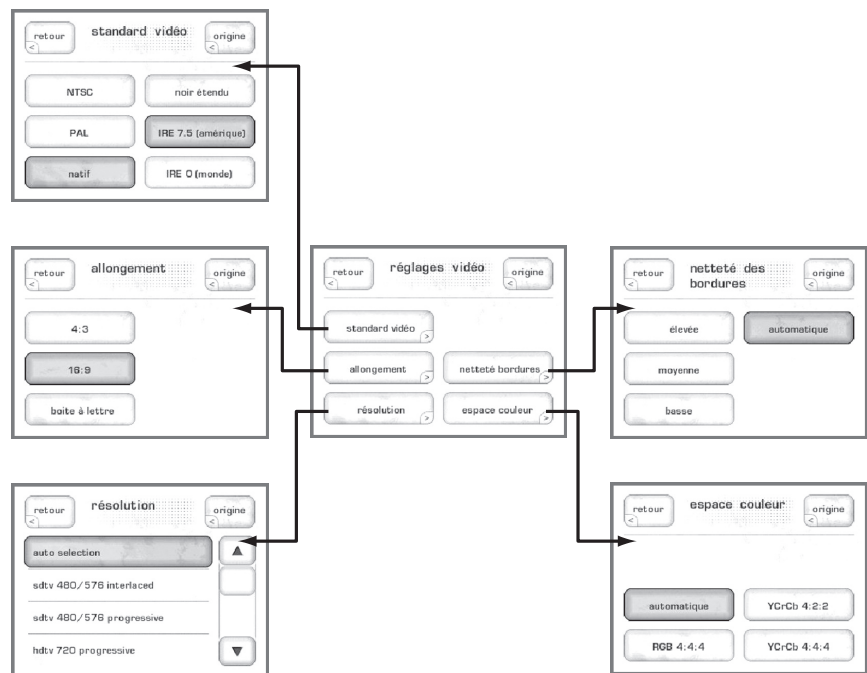 retour
standard vidéo
origine
NTSC
noir étendu
PAL
IRE 7.5 (amérique)
natif
IRE 0 (monde)
retour
allongement
origine
4:3
16:9
boite à lettre
retour
réglages vidéo
origine
standard vidéo
allongement
netteté bordures
résolution
espace couleur
retour
netteté des
bordures
origine
élevée
automatique
moyenne
basse
retour
résolution
origine
auto selection
sdtv 480/576 interlaced
sdtv 480/576 progressive
hdtv 720 progressive
retour
espace couleur
origine
automatique
YCrCb 4:2:2
RGB 4:4:4
YCrCb 4:4:4